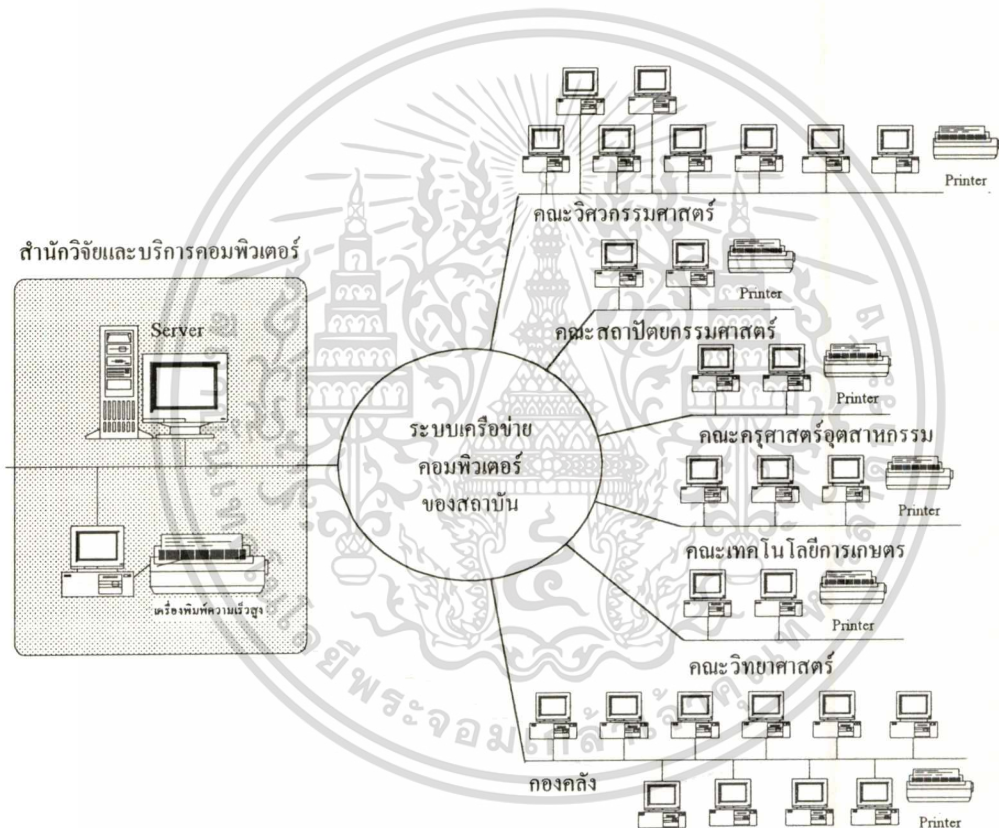 Printer
คณะวิศวกรรมศาสตร์
สำนักวิจัยและบริการคอมพิวเตอร์
Server
Printer
คณะสถาปัตยกรรมศาสตร์
Printer
ระบบเครือข่าย
คอมพิวเตอร์
ของสถาบัน
คณะครุศาสตร์อุตสาหกรรม
Printer
คณะเทคโนโลยีการเกษตร
เครื่องพิมพ์ความเร็วสูง
Printer
คณะวิทยาศาสตร์
กองคลัง
Printer